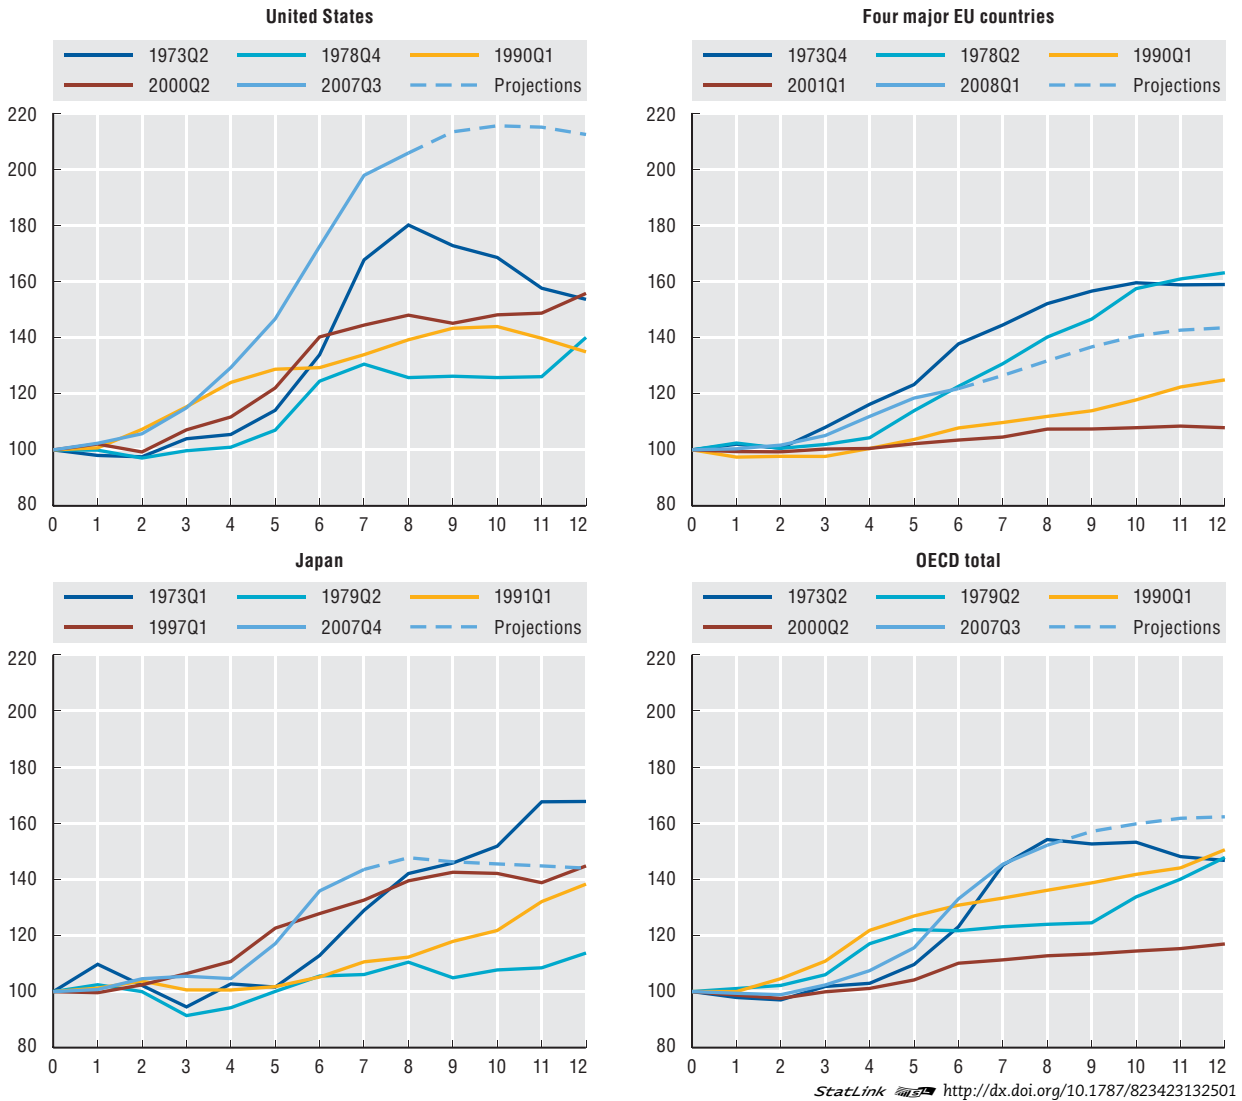 United States
1973Q2 1978Q4 1990Q1
2000Q2 2007Q3 Projections
220
200
180
160
140
120
100
80
0 1 2 3 4 5 6 7 8 9 10 11 12
Four major EU countries
1973Q4 1978Q2 1990Q1
2001Q1 2008Q1 Projections
220
200
180
160
140
120
100
80
0 1 2 3 4 5 6 7 8 9 10 11 12
Japan
1973Q1 1979Q2 1991Q1
1997Q1 2007Q4 Projections
220
200
180
160
140
120
100
80
0 1 2 3 4 5 6 7 8 9 10 11 12
OECD total
1973Q2 1979Q2 1990Q1
2000Q2 2007Q3 Projections
220
200
180
160
140
120
100
80
0 1 2 3 4 5 6 7 8 9 10 11 12
StatLink http://dx.doi.org/10.1787/823423132501